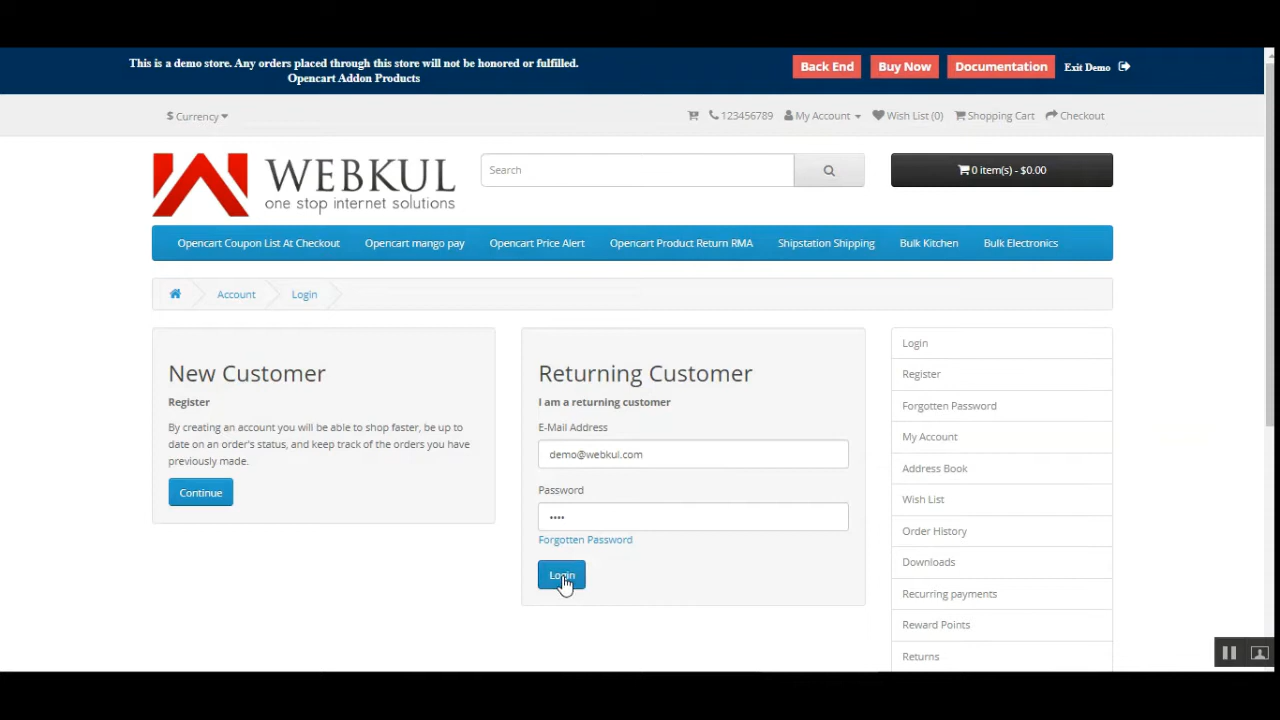 This is a demo store. Any orders placed through this store will not be honored or fulfilled.
Opencart Addon Products
Back End
Buy Now
Documentation
Exit Demo
$ Currency
123456789
My Account
Wish List (0)
Shopping Cart
Checkout
WEBKUL
one stop internet solutions
Search
0 item(s) - $0.00
Opencart Coupon List At Checkout
Opencart mango pay
Opencart Price Alert
Opencart Product Return RMA
Shipstation Shipping
Bulk Kitchen
Bulk Electronics
Account
Login
New Customer
Register
By creating an account you will be able to shop faster, be up
to date on an order's status, and keep track of the orders you have
previously made.
Continue
Returning Customer
I am a returning customer
E-Mail Address
demo@webkul.com
Password
••••
Forgotten Password
Login
Login
Register
Forgotten Password
My Account
Address Book
Wish List
Order History
Downloads
Recurring payments
Reward Points
Returns